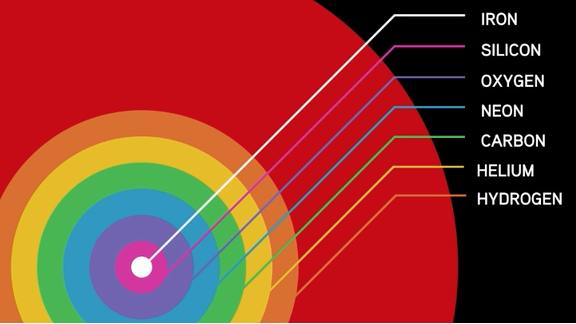 IRON
SILICON
OXYGEN
NEON
CARBON
HELIUM
HYDROGEN